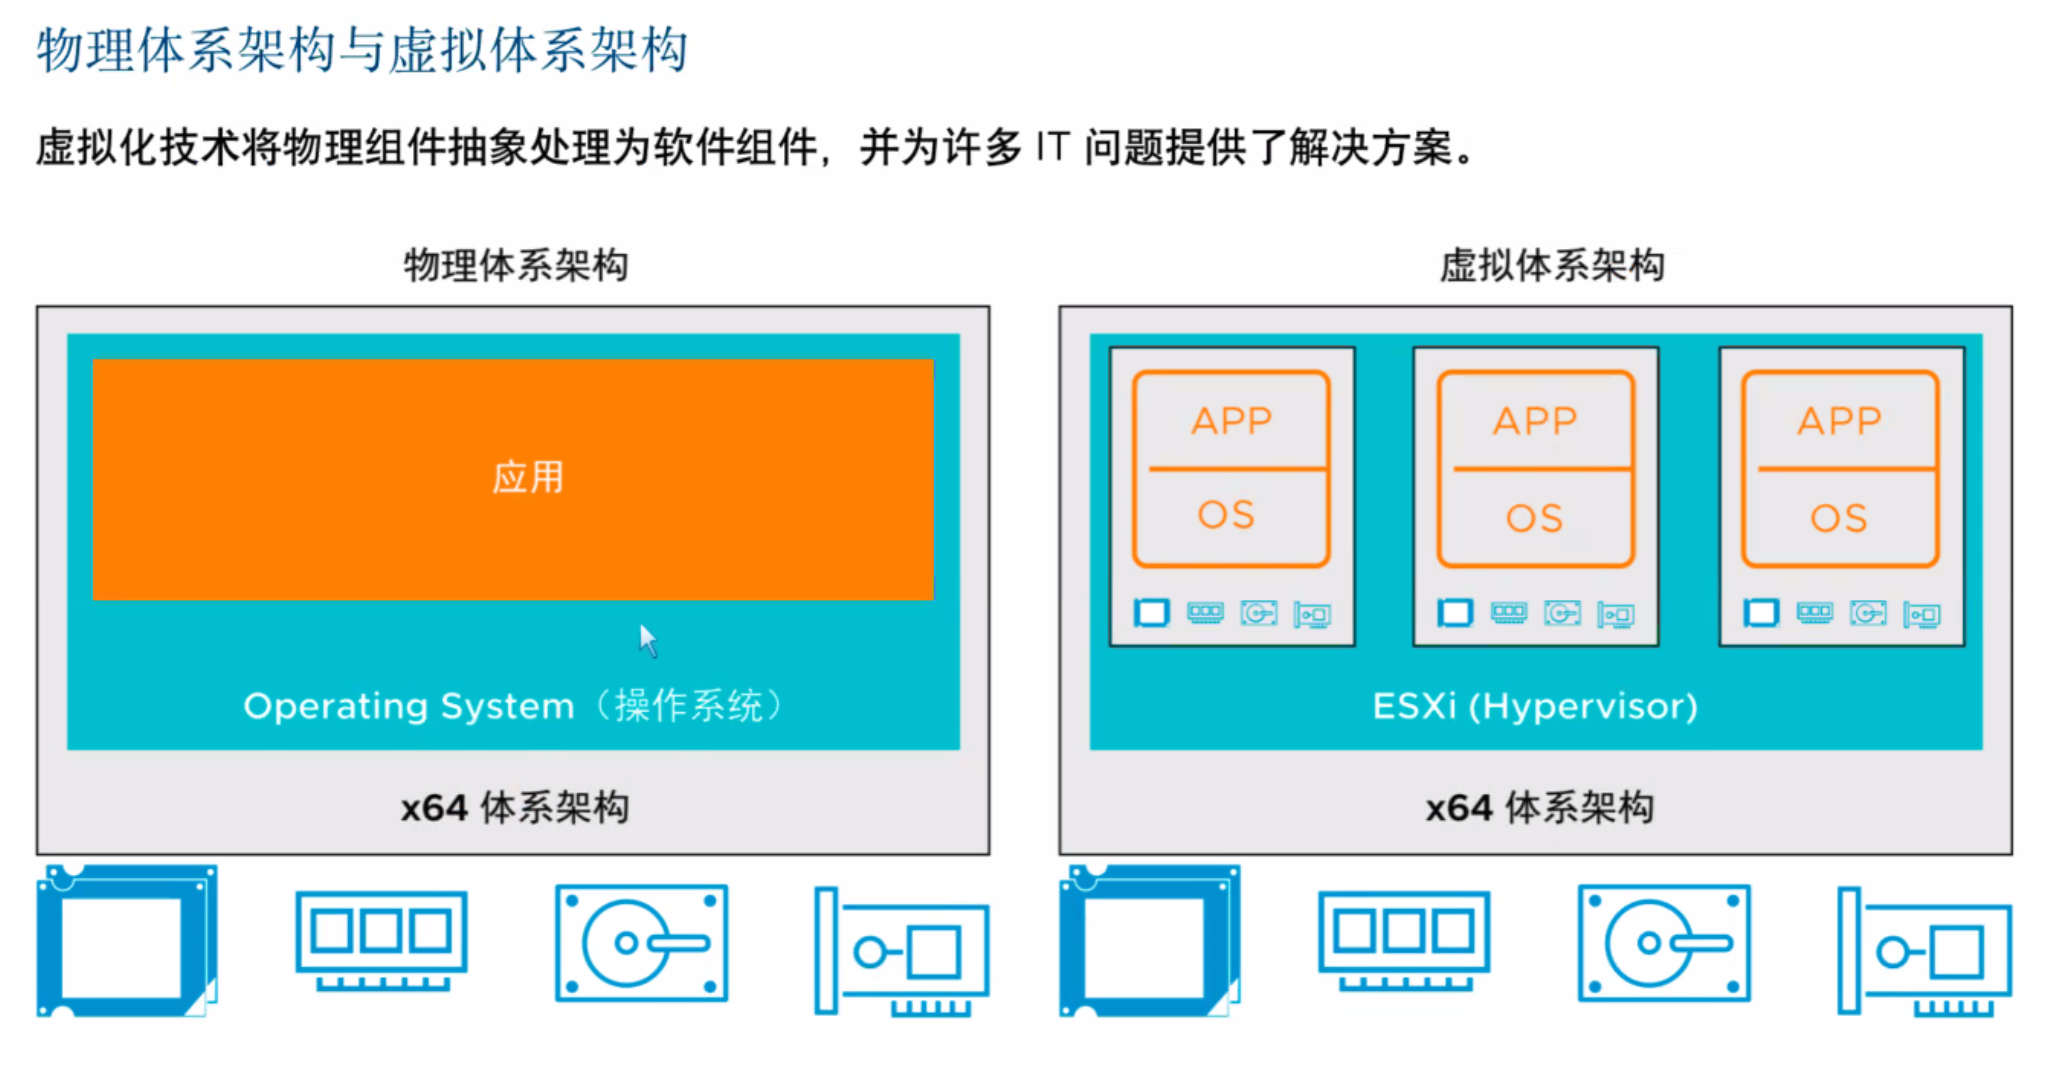 物理体系架构与虚拟体系架构
虚拟化技术将物理组件抽象处理为软件组件，并为许多 IT 问题提供了解决方案。
物理体系架构
应用
Operating System（操作系统）
x64 体系架构
虚拟体系架构
APP
OS
APP
OS
APP
OS
ESXi (Hypervisor)
x64 体系架构